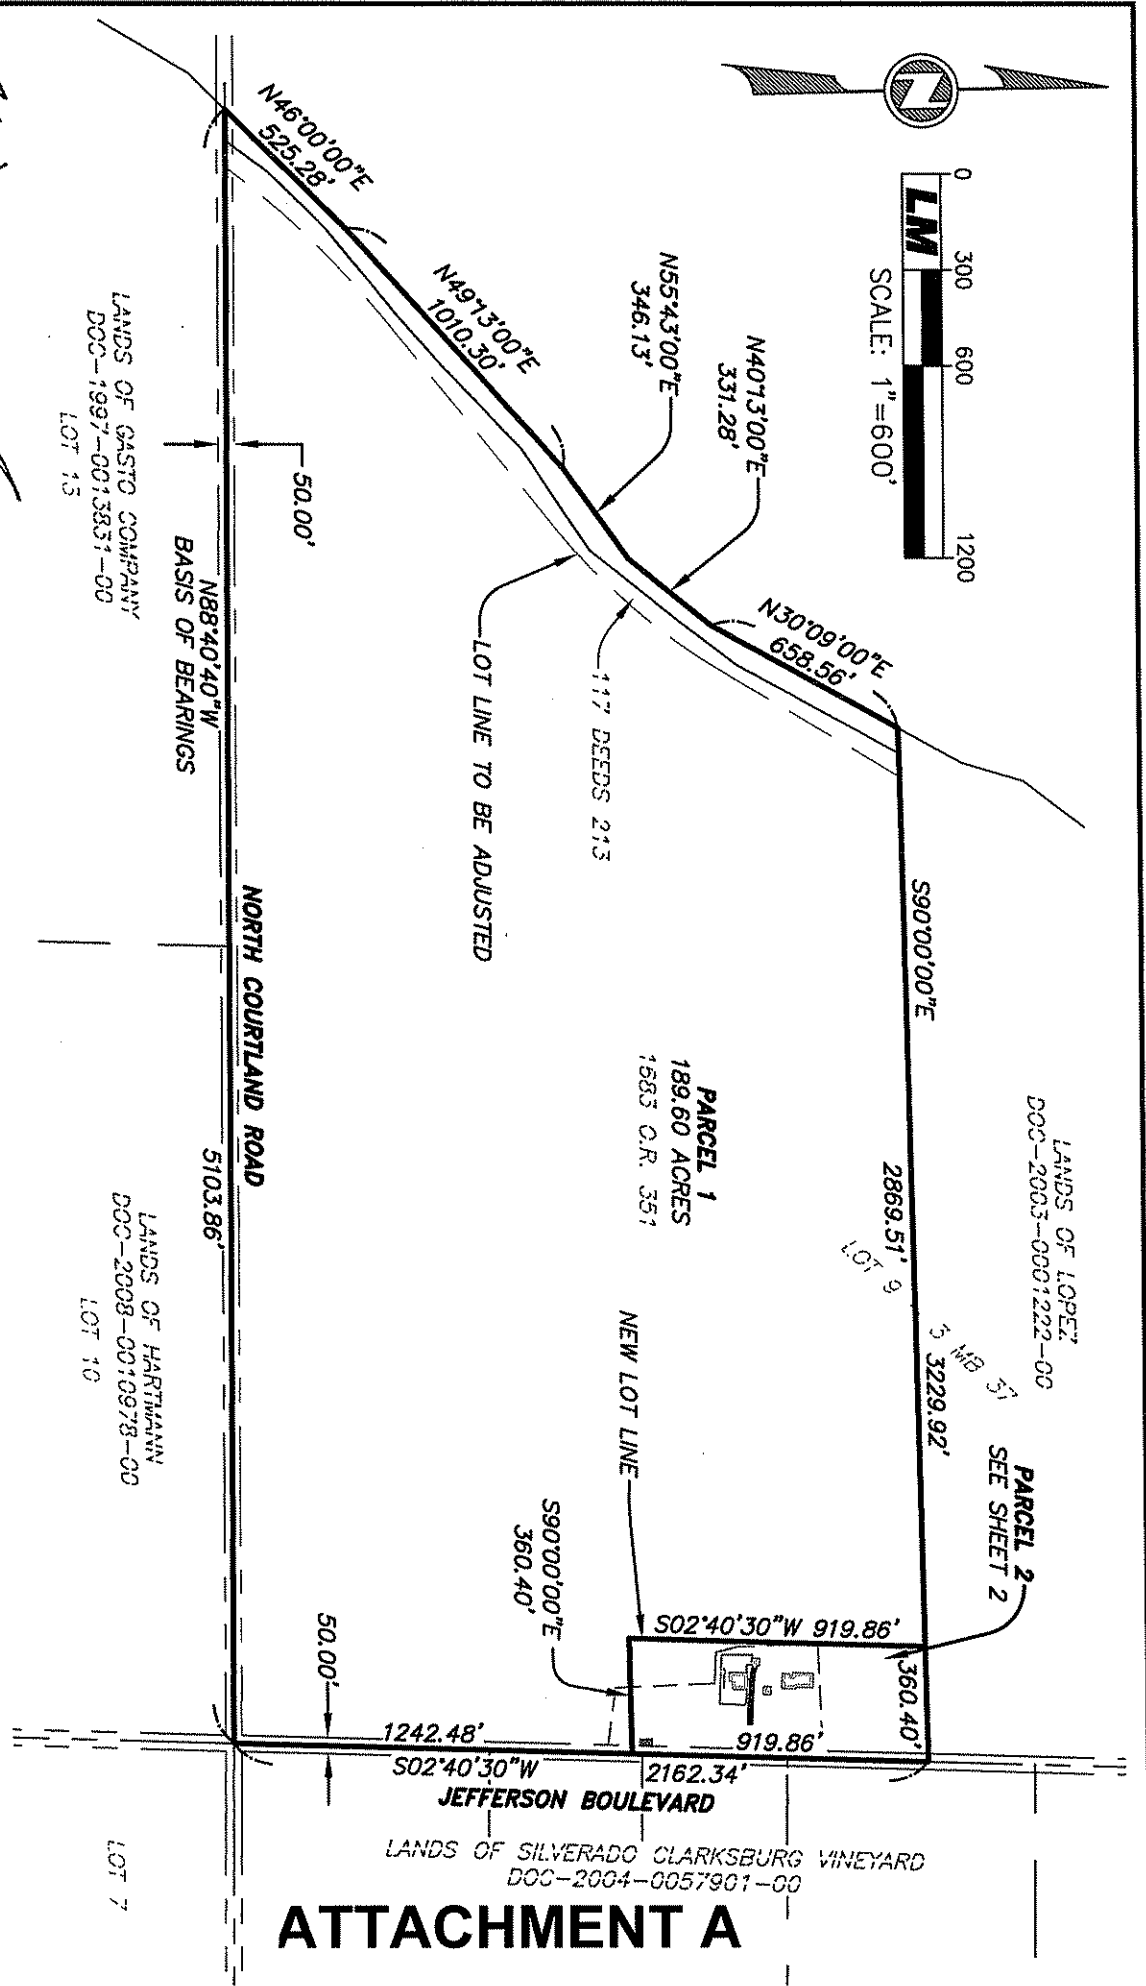 0 300 600 1200
LM
SCALE: 1"=600'
N46°00'00"E
525.28'
N49°13'00"E
1010.30'
N55°43'00"E
346.13'
N40°13'00"E
331.28'
N30°09'00"E
658.56'
S90°00'00"E
2869.51'
3229.92'
LANDS OF LOPEZ
DOC-2003-0001222-00
LOT 9
3 MB 37
PARCEL 2
SEE SHEET 2
117 DEEDS 213
LOT LINE TO BE ADJUSTED
PARCEL 1
189.60 ACRES
1683 O.R. 351
NEW LOT LINE
S90°00'00"E
360.40'
S02°40'30"W 919.86'
360.40'
919.86'
50.00'
N88°40'40"W
BASIS OF BEARINGS
NORTH COURTLAND ROAD
5103.86'
LANDS OF GASTO COMPANY
DOC-1997-0013831-00
LOT 13
LANDS OF HARTMANN
DOC-2008-0010978-00
LOT 10
50.00'
1242.48'
S02°40'30"W
2162.34'
JEFFERSON BOULEVARD
LANDS OF SILVERADO CLARKSBURG VINEYARD
DOC-2004-0057901-00
LOT 7
ATTACHMENT A